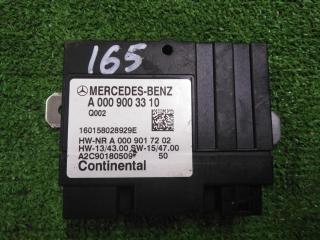 165
MERCEDES-BENZ
A 000 900 33 10
Q002
160158028929E
HW-NR A 000 901 72 02
HW-13/43.00 SW-15/47.00
A2C90180509* 50
Continental